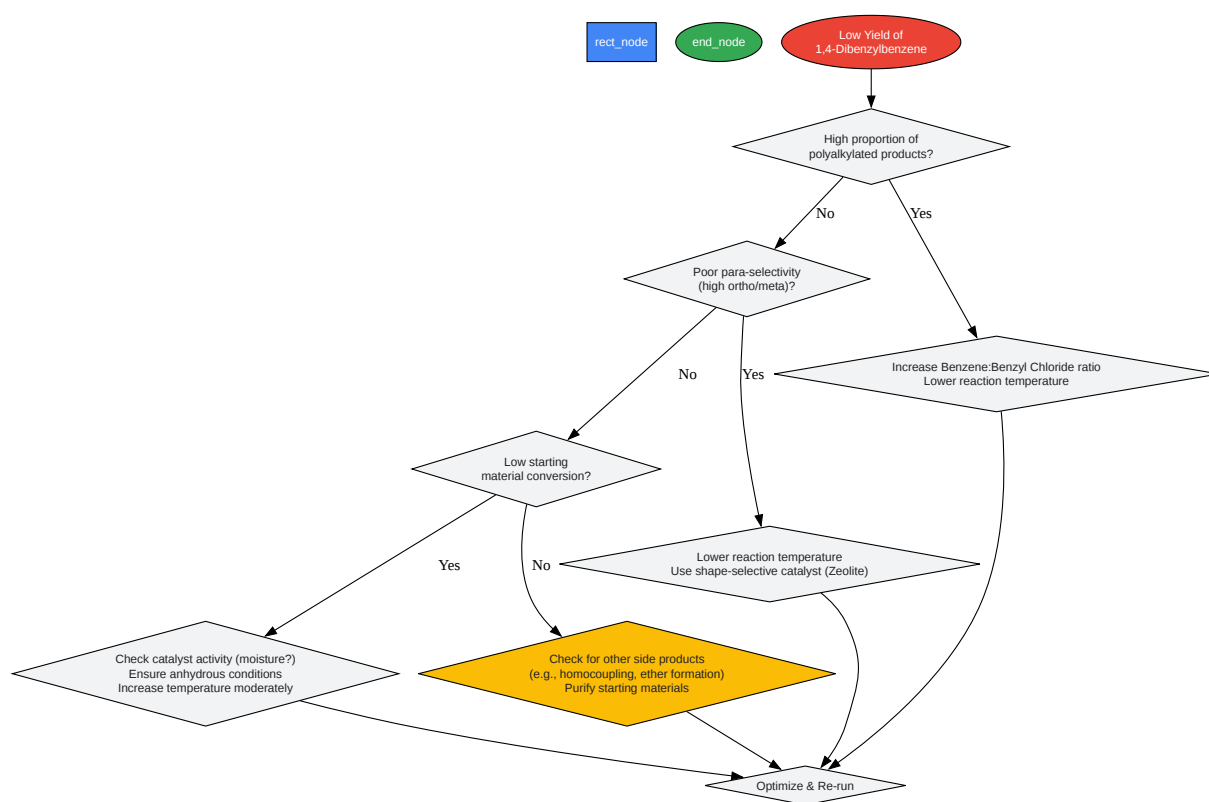 rect_node
end_node
Low Yield of
1,4-Dibenzylbenzene
High proportion of
polyalkylated products?
No
Yes
Poor para-selectivity
(high ortho/meta)?
Increase Benzene:Benzyl Chloride ratio
Lower reaction temperature
No
Yes
Low starting
material conversion?
Yes
No
Lower reaction temperature
Use shape-selective catalyst (Zeolite)
Check catalyst activity (moisture?)
Ensure anhydrous conditions
Increase temperature moderately
Check for other side products
(e.g., homocoupling, ether formation)
Purify starting materials
Optimize & Re-run